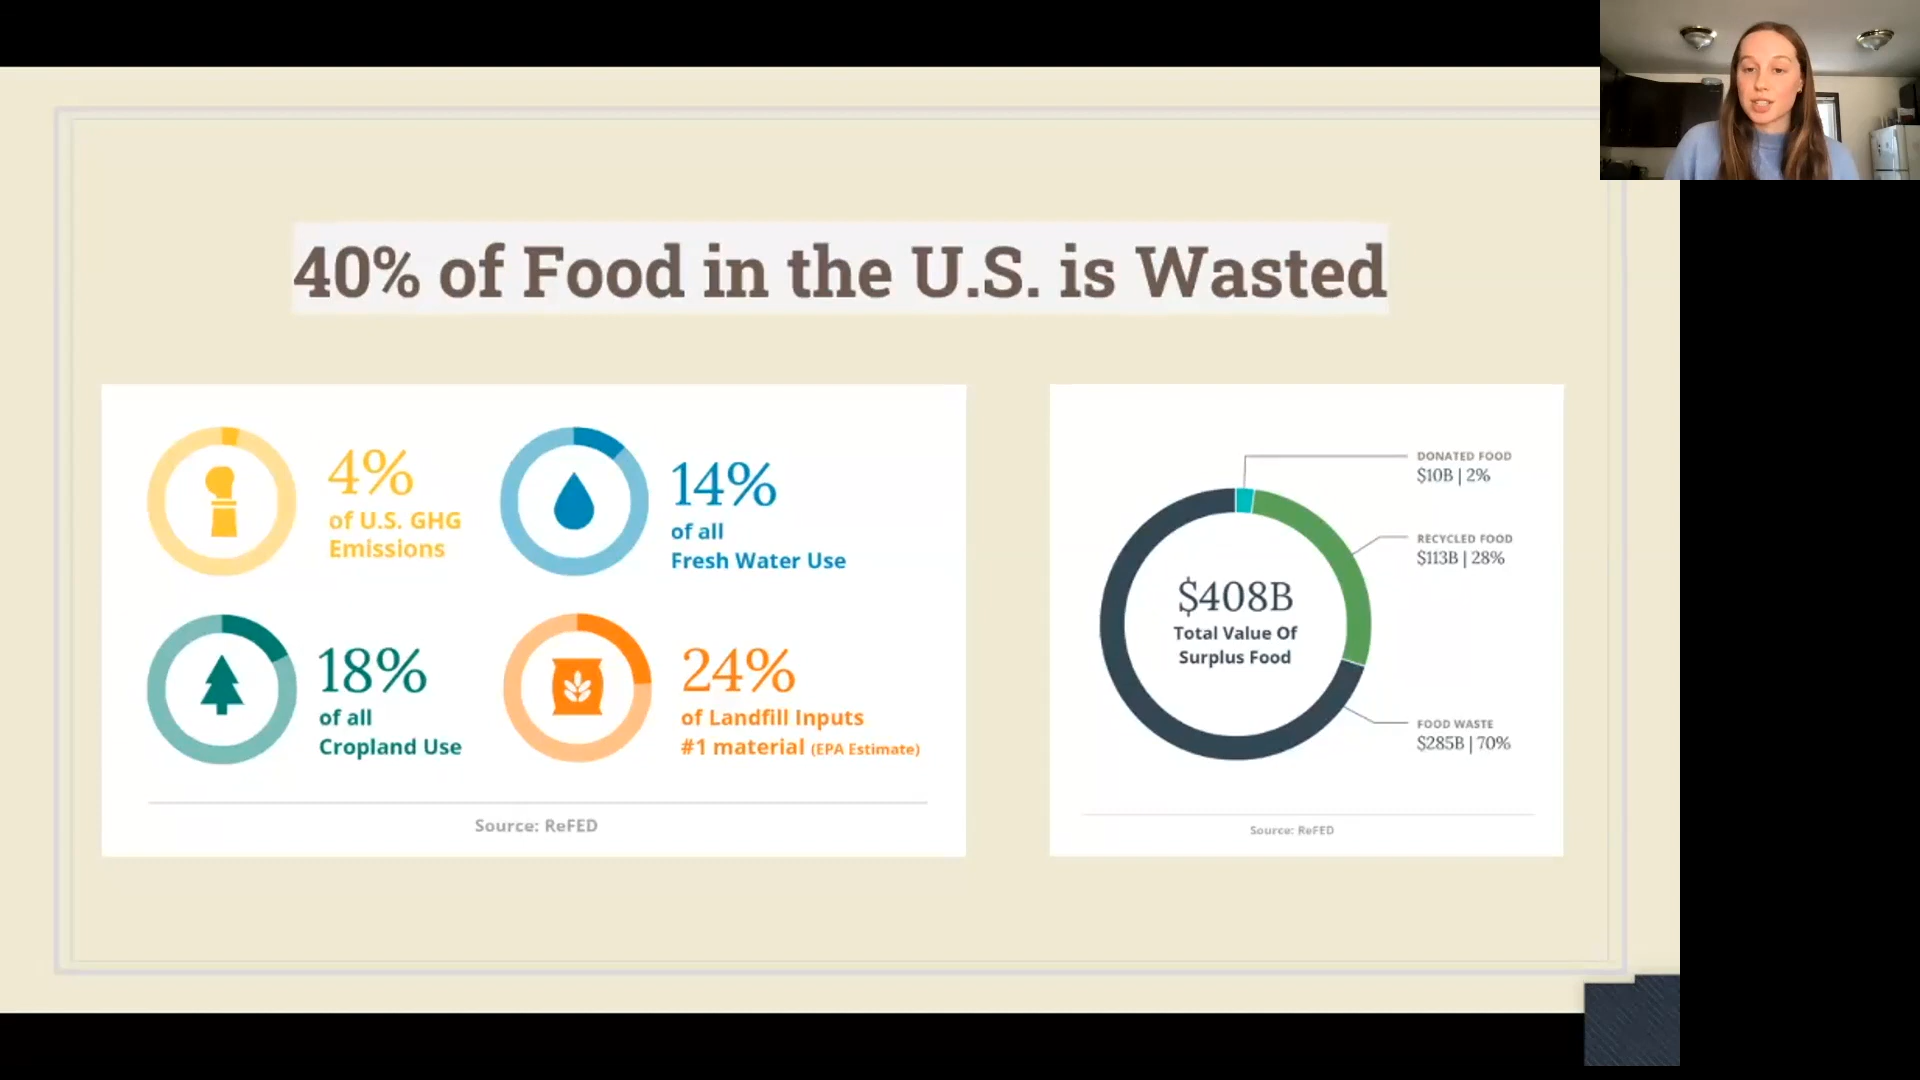 40% of Food in the U.S. is Wasted
4%
of U.S. GHG
Emissions
14%
of all
Fresh Water Use
18%
of all
Cropland Use
24%
of Landfill Inputs
#1 material (EPA Estimate)
Source: ReFED
DONATED FOOD
$10B | 2%
RECYCLED FOOD
$113B | 28%
$408B
Total Value Of
Surplus Food
FOOD WASTE
$285B | 70%
Source: ReFED